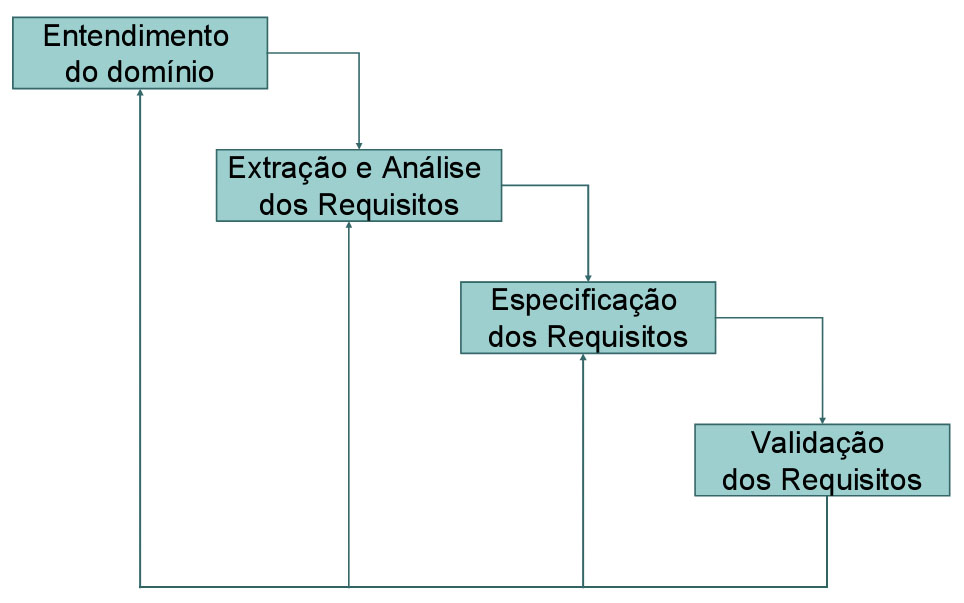 Entendimento
do domínio
Extração e Análise
dos Requisitos
Especificação
dos Requisitos
Validação
dos Requisitos